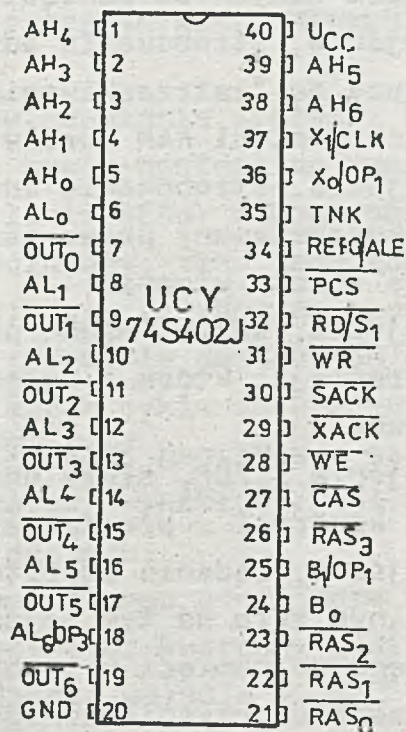 AH₄ 1 40 U_CC
AH₃ 2 39 AH₅
AH₂ 3 38 AH₆
AH₁ 4 37 X₁/CLK
AH₀ 5 36 X₀/OP₁
AL₀ 6 35 TNK
OUT₀ 7 34 REFQ/ALE
AL₁ 8 33 PCS
OUT₁ 9 32 RD/S₁
AL₂ 10 31 WR
OUT₂ 11 30 SACK
AL₃ 12 29 XACK
OUT₃ 13 28 WE
AL₄ 14 27 CAS
OUT₄ 15 26 RAS₃
AL₅ 16 25 B₁/OP₁
OUT₅ 17 24 B₀
AL₆/OP₃ 18 23 RAS₂
OUT₆ 19 22 RAS₁
GND 20 21 RAS₀
UCY
74S402J